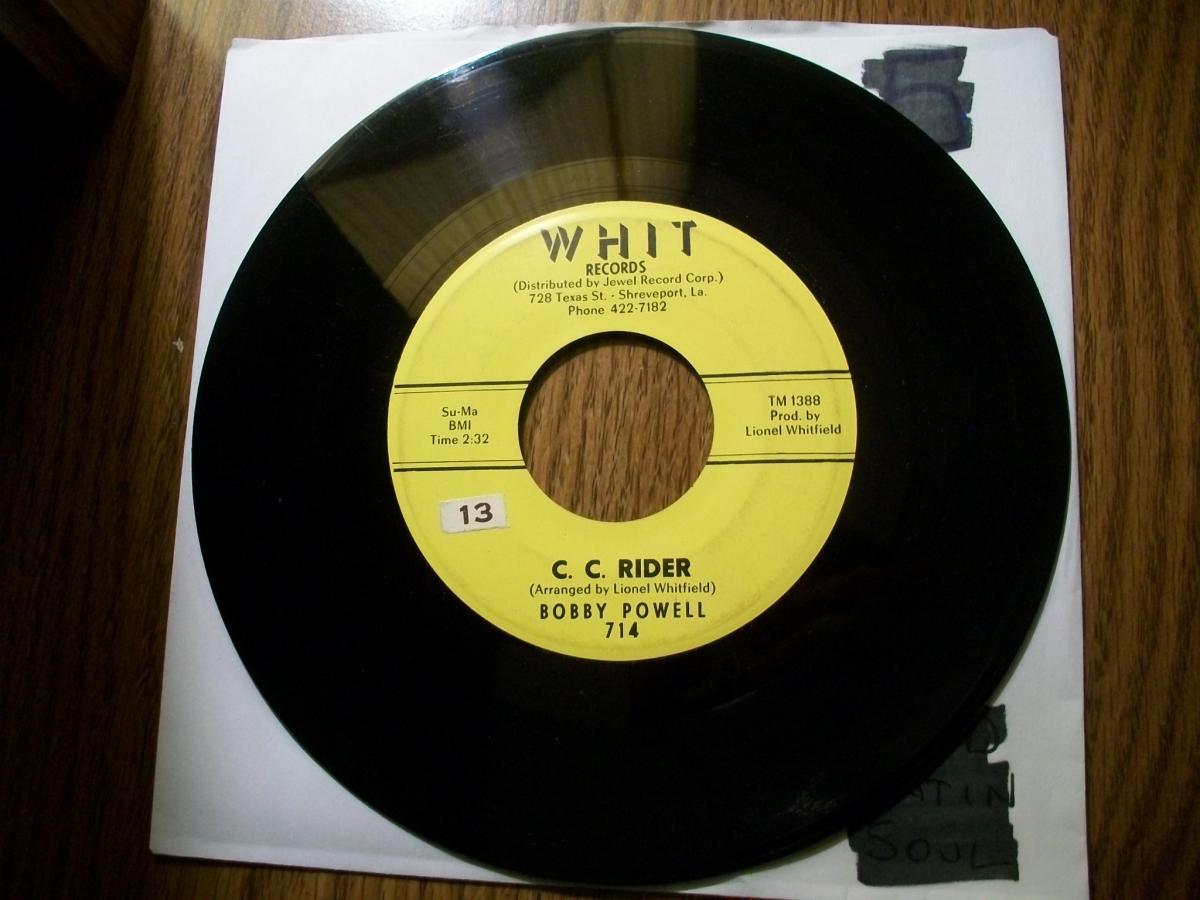 WHIT
RECORDS
(Distributed by Jewel Record Corp.)
728 Texas St. · Shreveport, La.
Phone 422-7182
Su-Ma
BMI
Time 2:32
TM 1388
Prod. by
Lionel Whitfield
13
C. C. RIDER
(Arranged by Lionel Whitfield)
BOBBY POWELL
714
SOUL